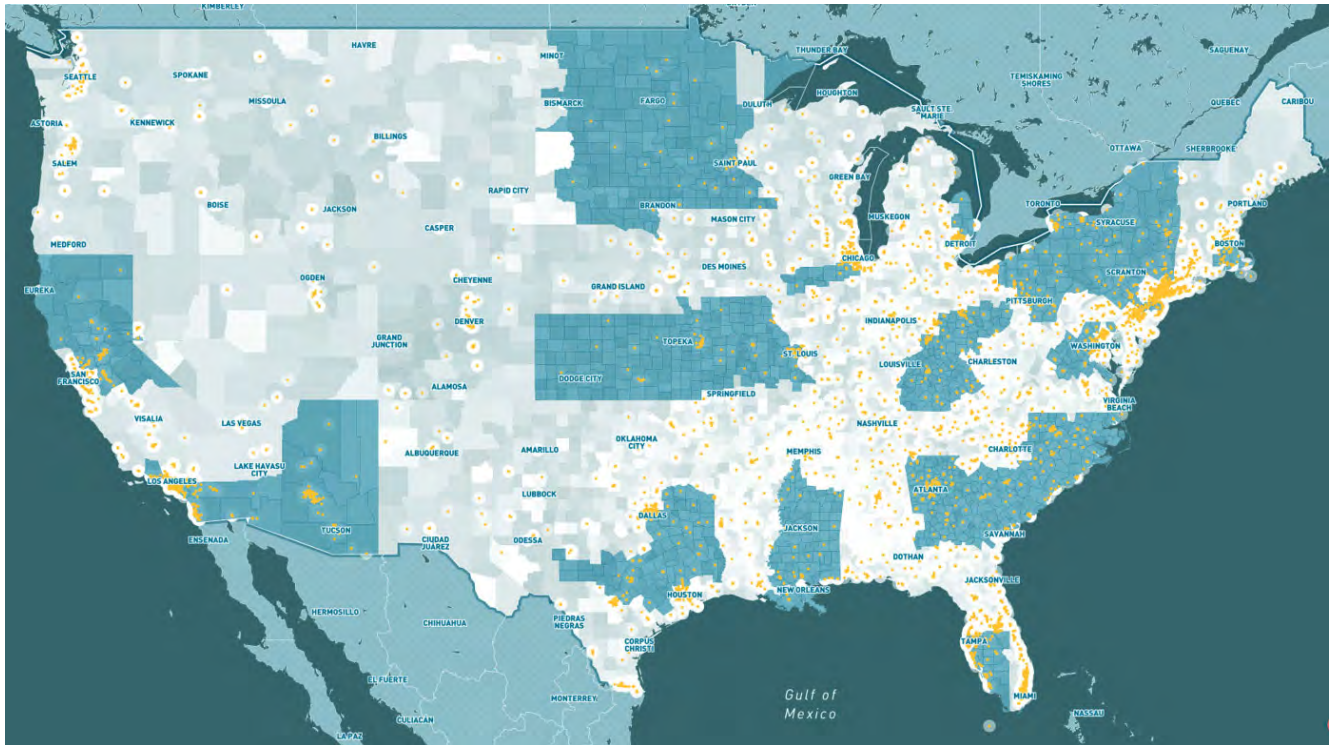 KIMBERLEY
HAVRE
MINOT
THUNDER BAY
SAGUENAY
SEATTLE
SPOKANE
MISSOULA
BISMARCK
FARGO
DULUTH
HOUGHTON
TEMISKAMING
SHORES
ASTORIA
KENNEWICK
BILLINGS
SAULT STE.
MARIE
QUEBEC
CARIBOU
SALEM
SAINT PAUL
OTTAWA
SHERBROOKE
BOISE
JACKSON
RAPID CITY
GREEN BAY
BRANDON
MASON CITY
MUSKEGON
TORONTO
SYRACUSE
PORTLAND
MEDFORD
CASPER
DETROIT
BOSTON
EUREKA
OGDEN
CHEYENNE
DES MOINES
CHICAGO
SCRANTON
GRAND ISLAND
PITTSBURGH
DENVER
INDIANAPOLIS
GRAND
JUNCTION
TOPEKA
ST. LOUIS
WASHINGTON
SAN
FRANCISCO
ALAMOSA
DODGE CITY
LOUISVILLE
CHARLESTON
SPRINGFIELD
VIRGINIA
BEACH
VISALIA
LAS VEGAS
NASHVILLE
OKLAHOMA
CITY
ALBUQUERQUE
AMARILLO
MEMPHIS
CHARLOTTE
LAKE HAVASU
CITY
LOS ANGELES
LUBBOCK
ATLANTA
DALLAS
TUCSON
JACKSON
SAVANNAH
ENSENADA
CIUDAD
JUÁREZ
ODESSA
DOTHAN
JACKSONVILLE
HOUSTON
NEW ORLEANS
HERMOSILLO
CHIHUAHUA
PIEDRAS
NEGRAS
CORPUS
CHRISTI
TAMPA
EL FUERTE
MONTERREY
Gulf of
Mexico
MIAMI
CULIACAN
NASSAU
LA PAZ